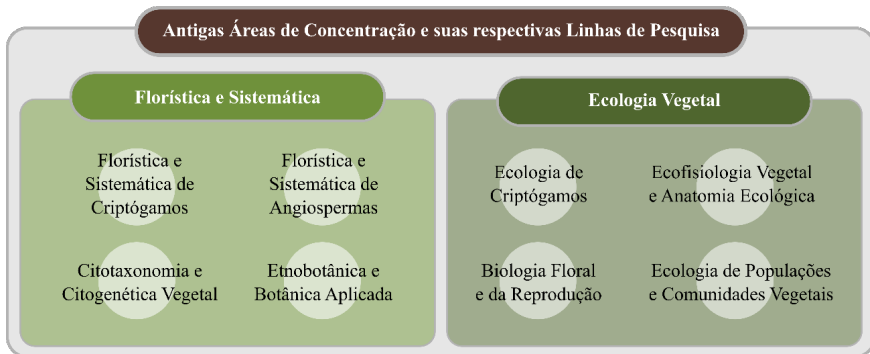 Antigas Áreas de Concentração e suas respectivas Linhas de Pesquisa
Florística e Sistemática
Florística e
Sistemática de
Criptógamos
Florística e
Sistemática de
Angiospermas
Citotaxonomia e
Citogenética Vegetal
Etnobotânica e
Botânica Aplicada
Ecologia Vegetal
Ecologia de
Criptógamos
Ecofisiologia Vegetal
e Anatomia Ecológica
Biologia Floral
e da Reprodução
Ecologia de Populações
e Comunidades Vegetais